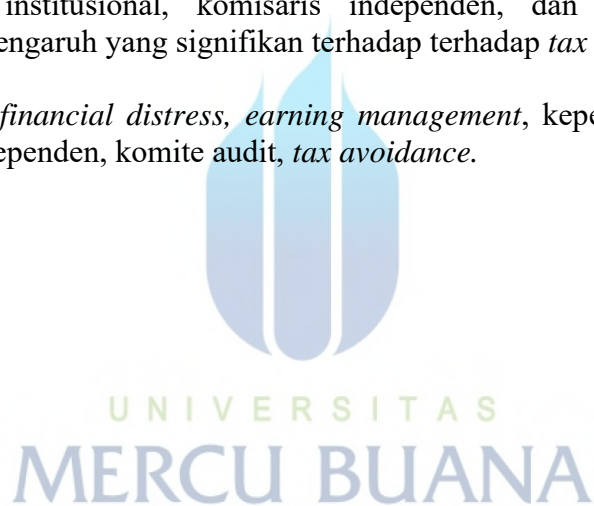 institusional, komisaris independen, dan
engaruh yang signifikan terhadap terhadap tax
financial distress, earning management, kepe
ependen, komite audit, tax avoidance.
UNIVERSITAS
MERCU BUANA